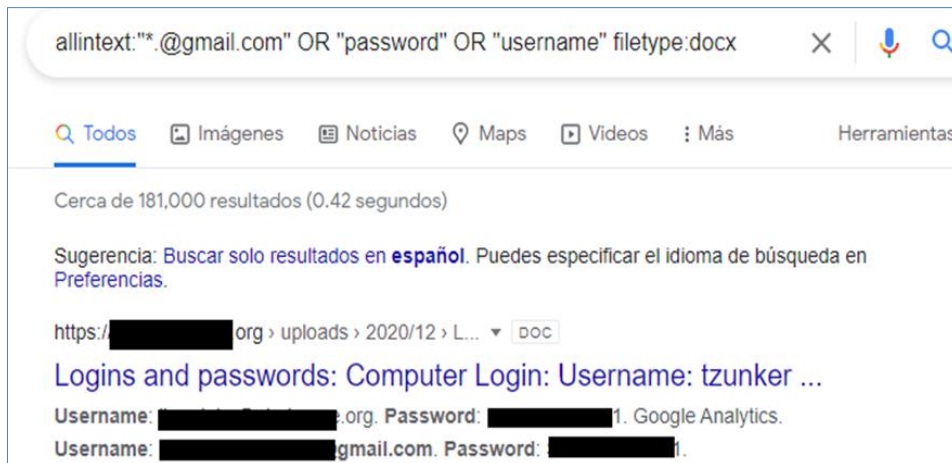 allintext:"*.@gmail.com" OR "password" OR "username" filetype:docx
Todos Imágenes Noticias Maps Videos Más Herramientas
Cerca de 181,000 resultados (0.42 segundos)
Sugerencia: Buscar solo resultados en español. Puedes especificar el idioma de búsqueda en
Preferencias.
https:/ org › uploads › 2020/12 › L... DOC
Logins and passwords: Computer Login: Username: tzunker ...
Username: .org. Password: 1. Google Analytics.
Username: @gmail.com. Password: 1.